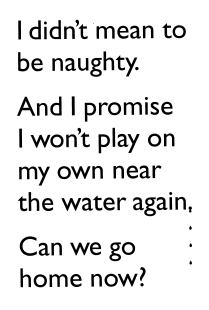 I didn't mean to
be naughty.
And I promise
I won't play on
my own near
the water again,
Can we go
home now?